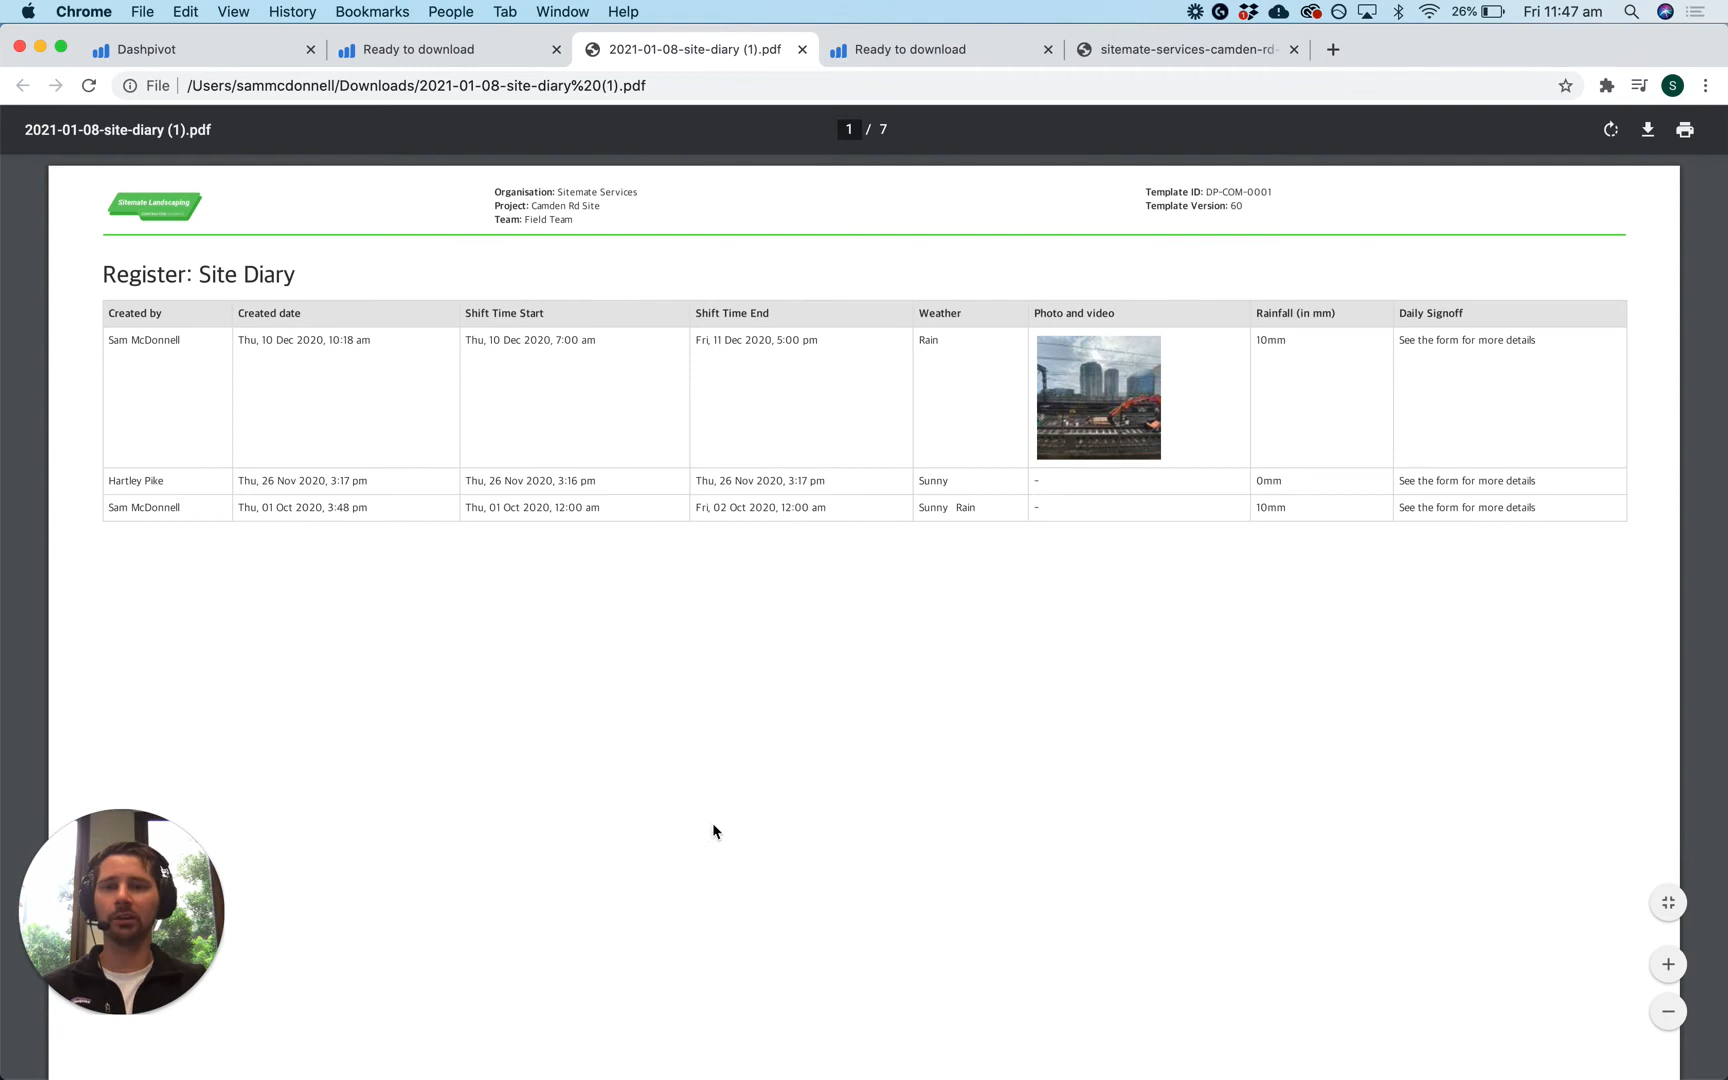 Chrome File Edit View History Bookmarks People Tab Window Help 26% Fri 11:47 am
Dashpivot Ready to download 2021-01-08-site-diary (1).pdf Ready to download sitemate-services-camden-rd-
File /Users/sammcdonnell/Downloads/2021-01-08-site-diary%20(1).pdf S
2021-01-08-site-diary (1).pdf 1 / 7
Sitemate Landscaping
Organisation: Sitemate Services
Project: Camden Rd Site
Team: Field Team
Template ID: DP-COM-0001
Template Version: 60
Register: Site Diary
Created by Created date Shift Time Start Shift Time End Weather Photo and video Rainfall (in mm) Daily Signoff
Sam McDonnell Thu, 10 Dec 2020, 10:18 am Thu, 10 Dec 2020, 7:00 am Fri, 11 Dec 2020, 5:00 pm Rain 10mm See the form for more details
Hartley Pike Thu, 26 Nov 2020, 3:17 pm Thu, 26 Nov 2020, 3:16 pm Thu, 26 Nov 2020, 3:17 pm Sunny - 0mm See the form for more details
Sam McDonnell Thu, 01 Oct 2020, 3:48 pm Thu, 01 Oct 2020, 12:00 am Fri, 02 Oct 2020, 12:00 am Sunny Rain - 10mm See the form for more details